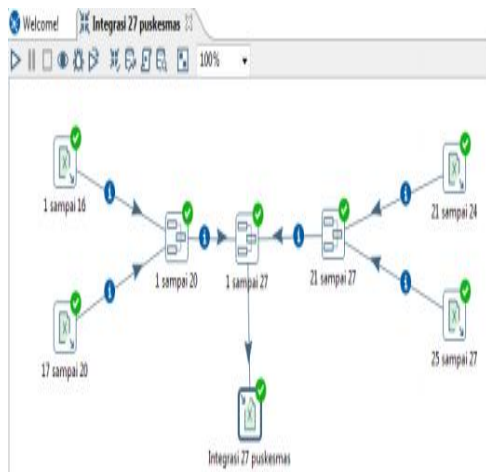 Welcome!
Integrasi 27 puskesmas
100%
1 sampai 16
21 sampai 24
1 sampai 20
1 sampai 27
21 sampai 27
17 sampai 20
25 sampai 27
Integrasi 27 puskesmas